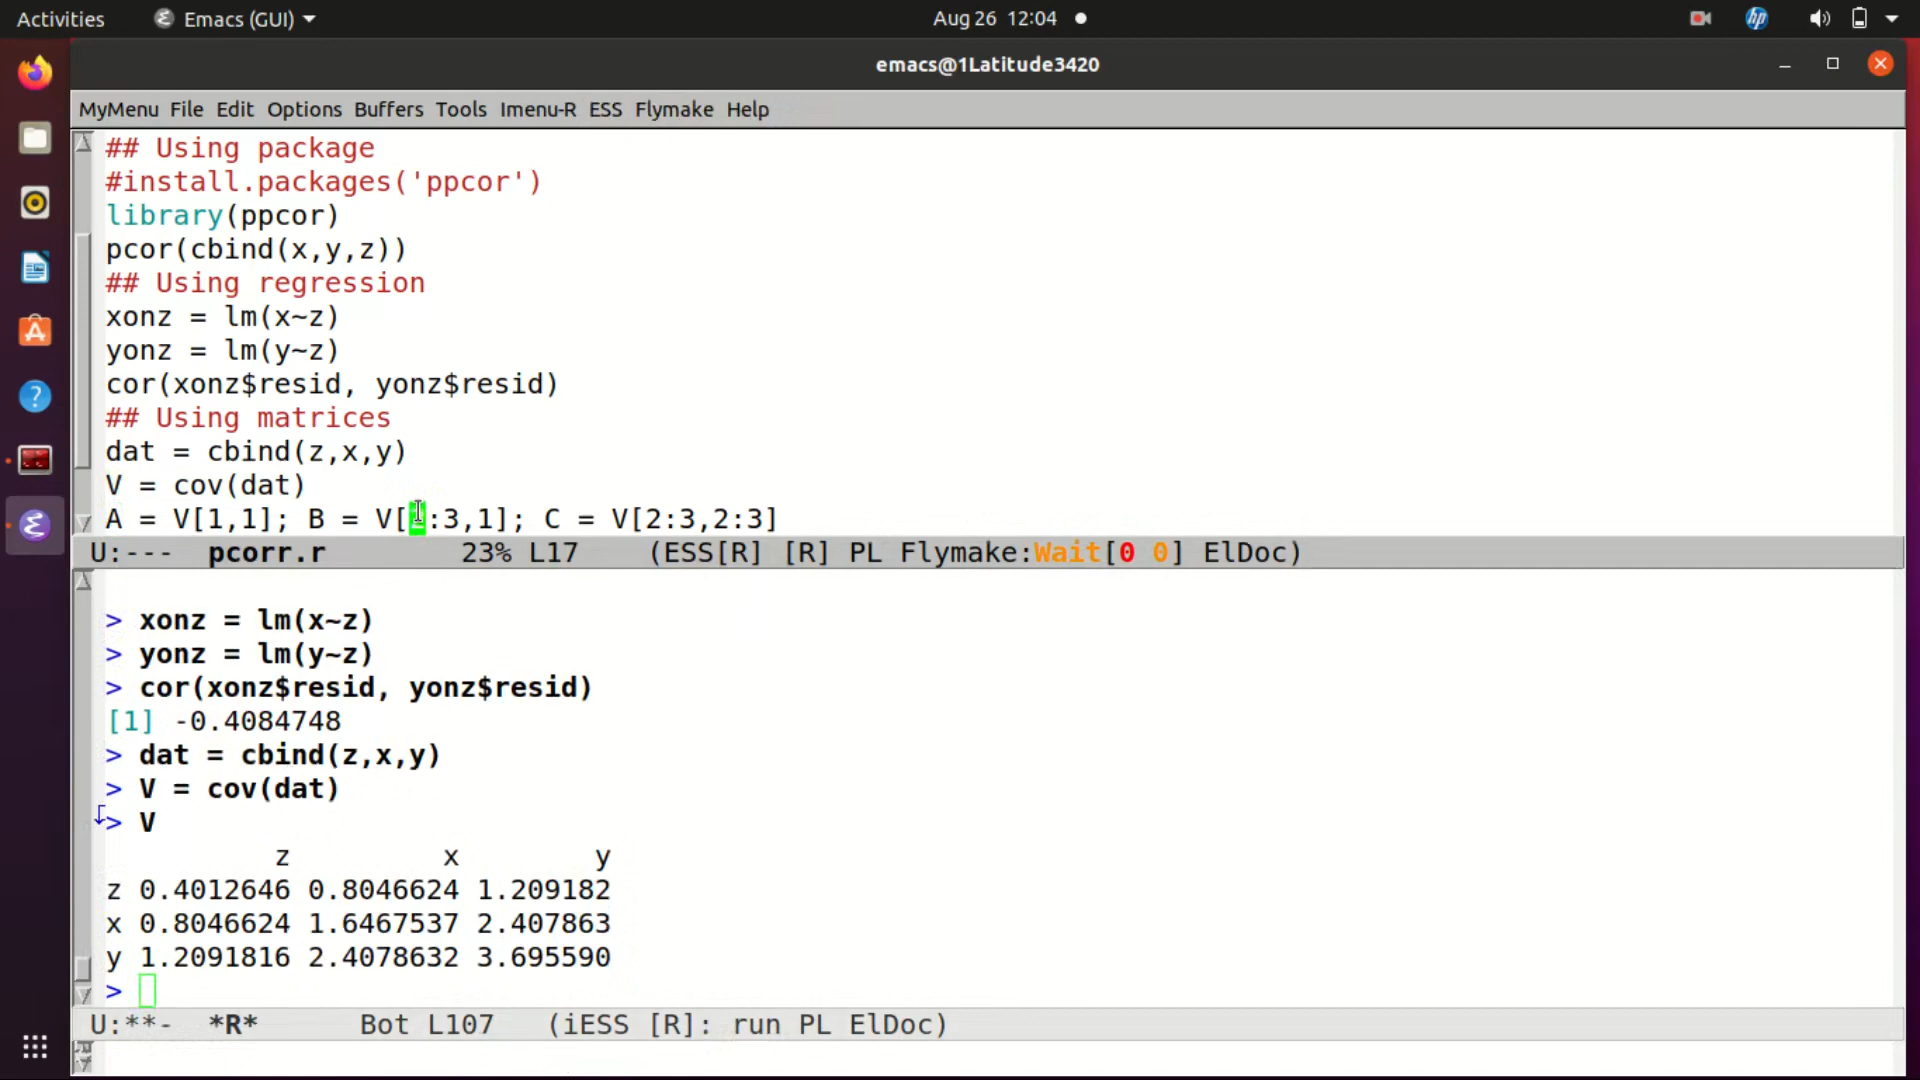 Activities Emacs (GUI) Aug 26 12:04 hp
emacs@1Latitude3420
MyMenu File Edit Options Buffers Tools Imenu-R ESS Flymake Help
## Using package
#install.packages('ppcor')
library(ppcor)
pcor(cbind(x,y,z))
## Using regression
xonz = lm(x~z)
yonz = lm(y~z)
cor(xonz$resid, yonz$resid)
## Using matrices
dat = cbind(z,x,y)
V = cov(dat)
A = V[1,1]; B = V[2:3,1]; C = V[2:3,2:3]
U:--- pcorr.r 23% L17 (ESS[R] [R] PL Flymake:Wait[0 0] ElDoc)
> xonz = lm(x~z)
> yonz = lm(y~z)
> cor(xonz$resid, yonz$resid)
[1] -0.4084748
> dat = cbind(z,x,y)
> V = cov(dat)
> V
z x y
z 0.4012646 0.8046624 1.209182
x 0.8046624 1.6467537 2.407863
y 1.2091816 2.4078632 3.695590
>
U:**- *R* Bot L107 (iESS [R]: run PL ElDoc)